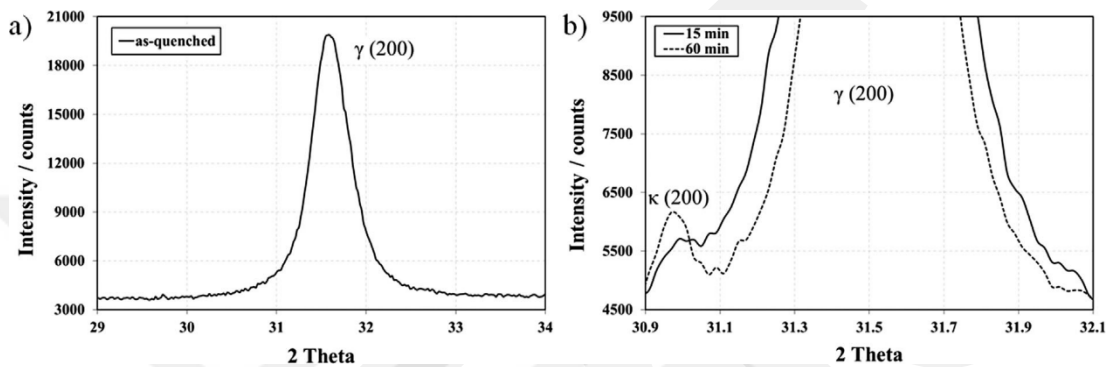 a)
21000
18000
15000
12000
9000
6000
3000
Intensity / counts
as-quenched
γ (200)
29 30 31 32 33 34
2 Theta
b)
9500
8500
7500
6500
5500
4500
Intensity / counts
15 min
60 min
γ (200)
κ (200)
30.9 31.1 31.3 31.5 31.7 31.9 32.1
2 Theta